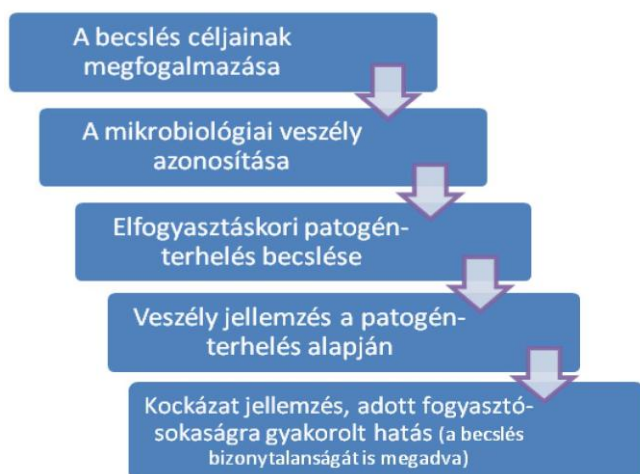 A becslés céljainak
megfogalmazása
A mikrobiológiai veszély
azonosítása
Elfogyasztáskori patogén-
terhelés becslése
Veszély jellemzés a patogén-
terhelés alapján
Kockázat jellemzés, adott fogyasztó-
sokaságra gyakorolt hatás (a becslés
bizonytalanságát is megadva)